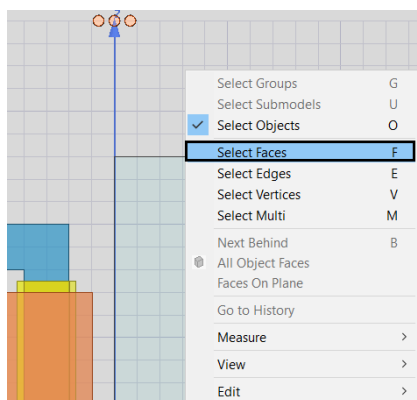 Select Groups G
Select Submodels U
Select Objects O
Select Faces F
Select Edges E
Select Vertices V
Select Multi M
Next Behind B
All Object Faces
Faces On Plane
Go to History
Measure
View
Edit